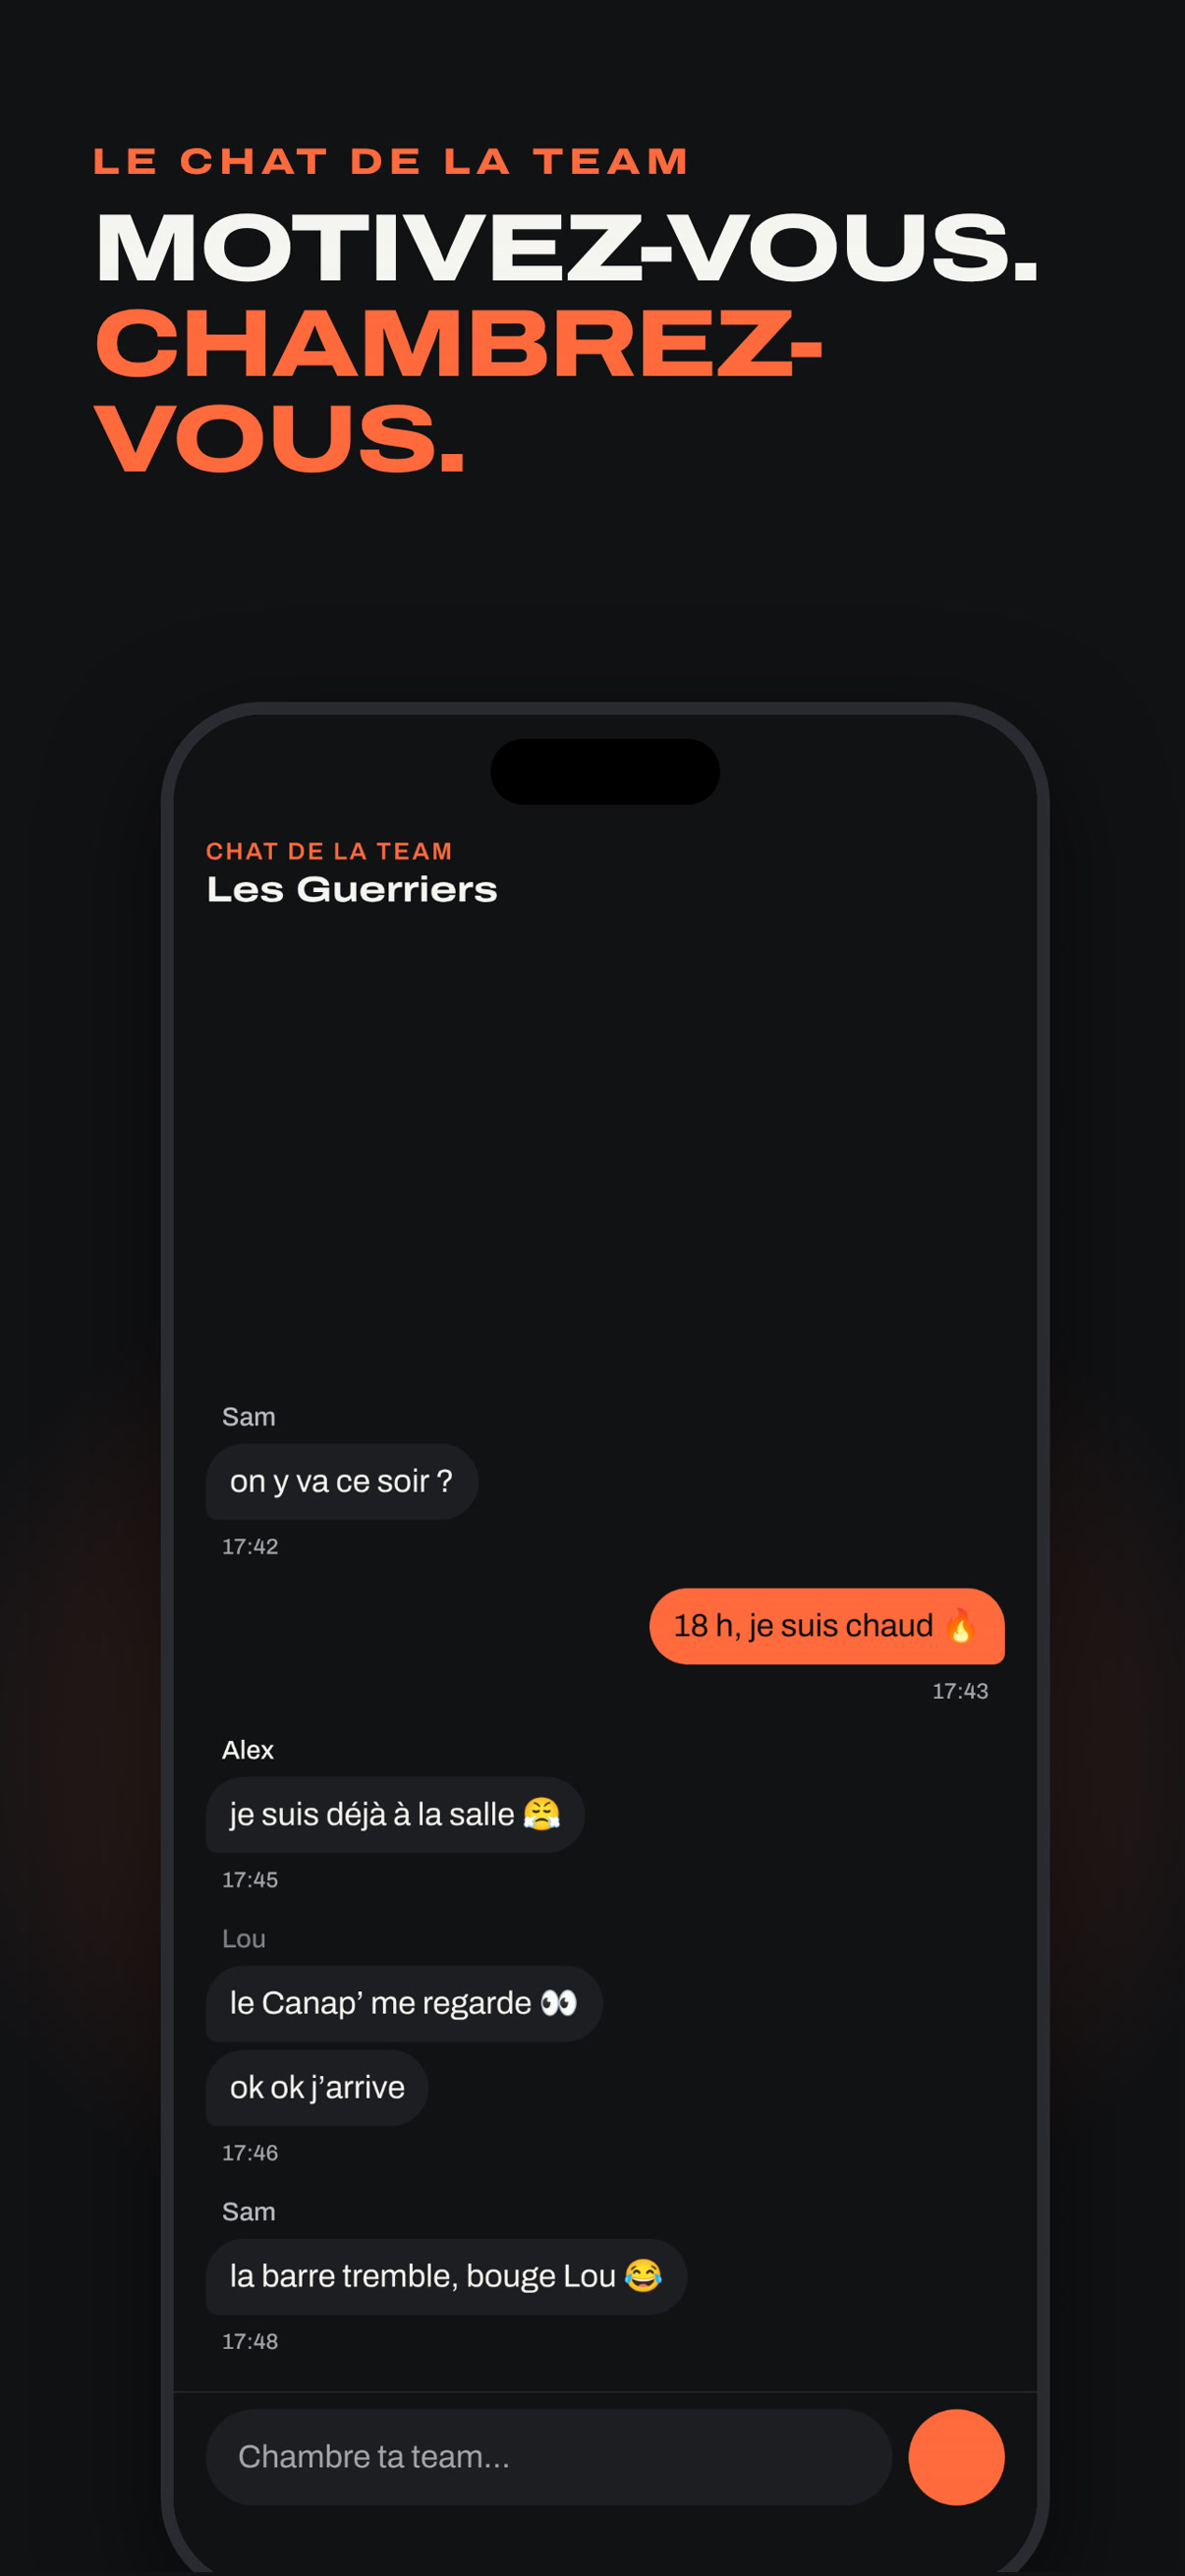 LE CHAT DE LA TEAM
MOTIVEZ-VOUS.
CHAMBREZ-
VOUS.
CHAT DE LA TEAM
Les Guerriers
Sam
on y va ce soir ?
17:42
18 h, je suis chaud 🔥
17:43
Alex
je suis déjà à la salle 😤
17:45
Lou
le Canap’ me regarde 👀
ok ok j’arrive
17:46
Sam
la barre tremble, bouge Lou 😂
17:48
Chambre ta team...